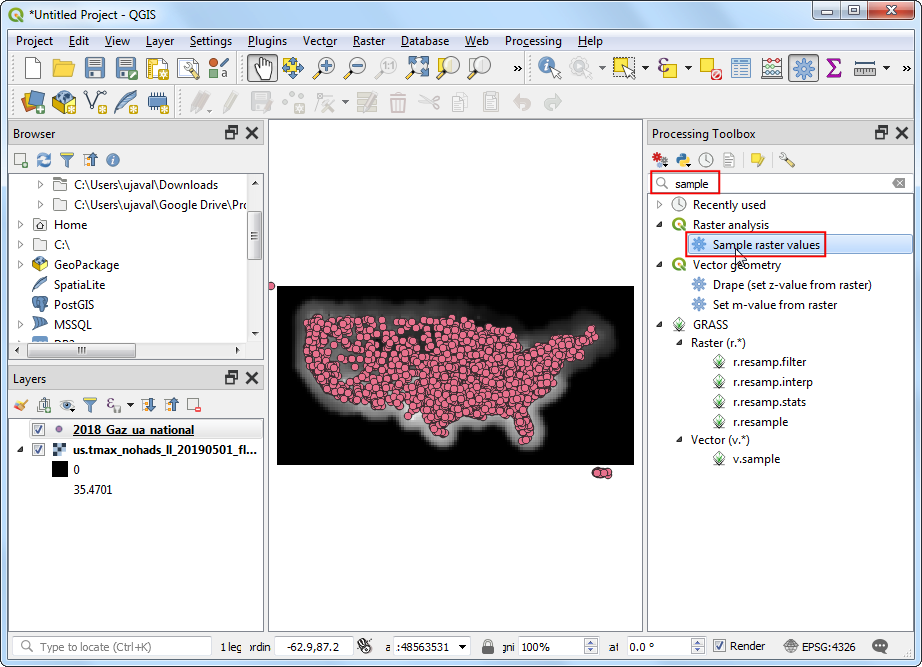 *Untitled Project - QGIS
Project Edit View Layer Settings Plugins Vector Raster Database Web Processing Help
Browser
C:\Users\ujaval\Downloads
C:\Users\ujaval\Google Drive\Pr
Home
C:\
GeoPackage
SpatiaLite
PostGIS
MSSQL
Layers
2018_Gaz_ua_national
us.tmax_nohads_ll_20190501_fl...
0
35.4701
Processing Toolbox
sample
Recently used
Raster analysis
Sample raster values
Vector geometry
Drape (set z-value from raster)
Set m-value from raster
GRASS
Raster (r.*)
r.resamp.filter
r.resamp.interp
r.resamp.stats
r.resample
Vector (v.*)
v.sample
Type to locate (Ctrl+K) 1 leg ordin -62.9,87.2 a :48563531 gni 100% at 0.0 ° Render EPSG:4326